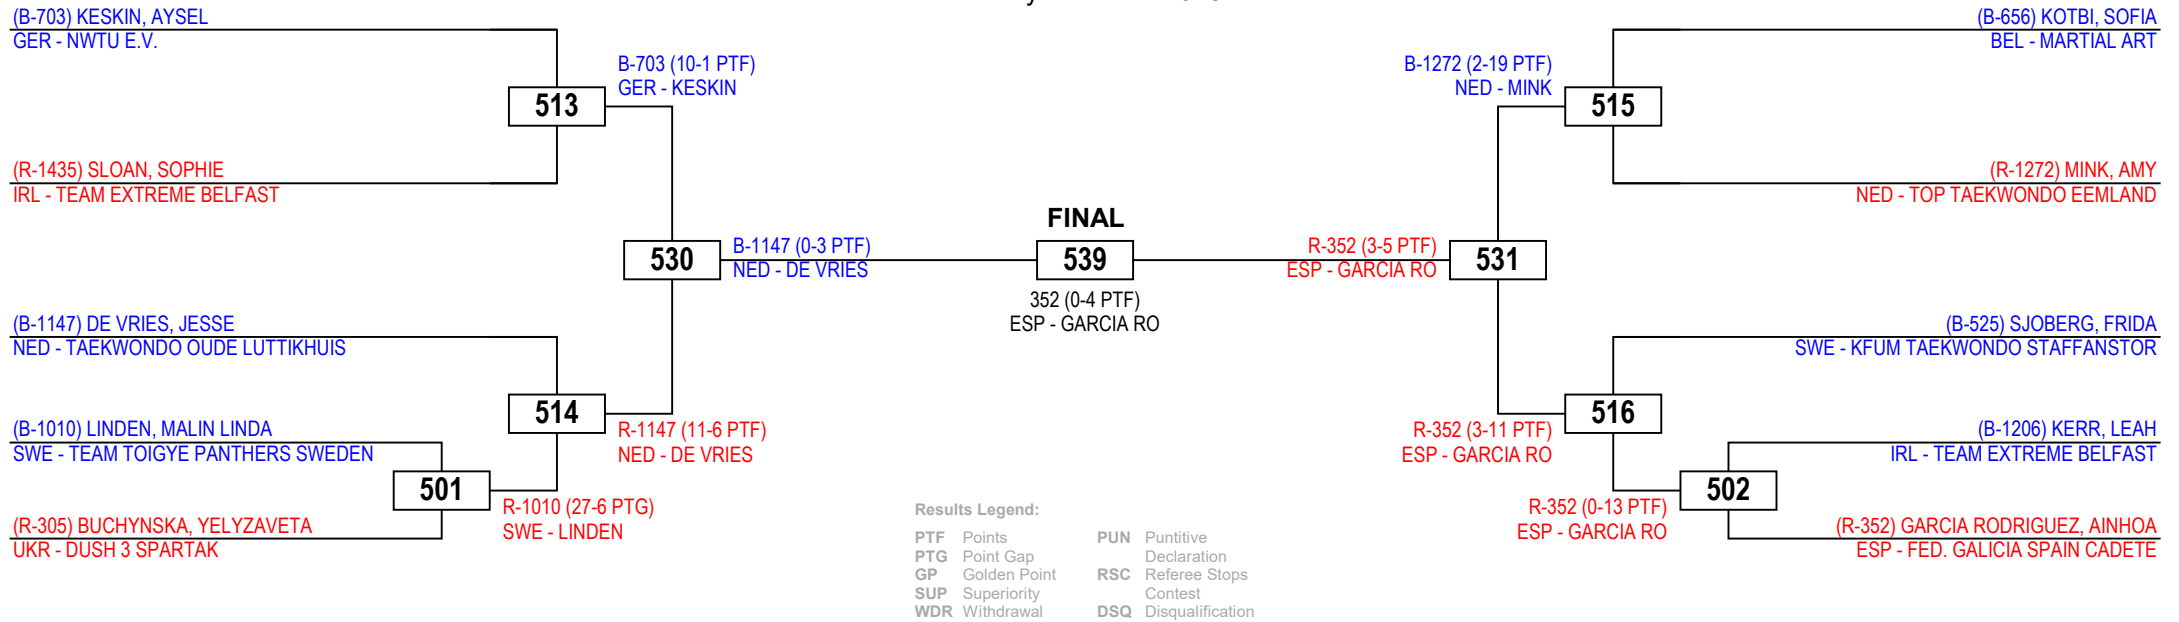 (B-703) KESKIN, AYSEL
GER - NWTU E.V.
B-703 (10-1 PTF)
GER - KESKIN
513
(R-1435) SLOAN, SOPHIE
IRL - TEAM EXTREME BELFAST
530
B-1147 (0-3 PTF)
NED - DE VRIES
(B-1147) DE VRIES, JESSE
NED - TAEKWONDO OUDE LUTTIKHUIS
514
(B-1010) LINDEN, MALIN LINDA
SWE - TEAM TOIGYE PANTHERS SWEDEN
R-1147 (11-6 PTF)
NED - DE VRIES
501
R-1010 (27-6 PTG)
SWE - LINDEN
(R-305) BUCHYNSKA, YELYZAVETA
UKR - DUSH 3 SPARTAK
FINAL
539
352 (0-4 PTF)
ESP - GARCIA RO
(B-656) KOTBI, SOFIA
BEL - MARTIAL ART
B-1272 (2-19 PTF)
NED - MINK
515
(R-1272) MINK, AMY
NED - TOP TAEKWONDO EEMLAND
R-352 (3-5 PTF)
ESP - GARCIA RO
531
(B-525) SJOBERG, FRIDA
SWE - KFUM TAEKWONDO STAFFANSTOR
516
R-352 (3-11 PTF)
ESP - GARCIA RO
(B-1206) KERR, LEAH
IRL - TEAM EXTREME BELFAST
502
R-352 (0-13 PTF)
ESP - GARCIA RO
(R-352) GARCIA RODRIGUEZ, AINHOA
ESP - FED. GALICIA SPAIN CADETE
Results Legend:
PTF Points
PTG Point Gap
GP Golden Point
SUP Superiority
WDR Withdrawal
PUN Puntitive
Declaration
RSC Referee Stops
Contest
DSQ Disqualification